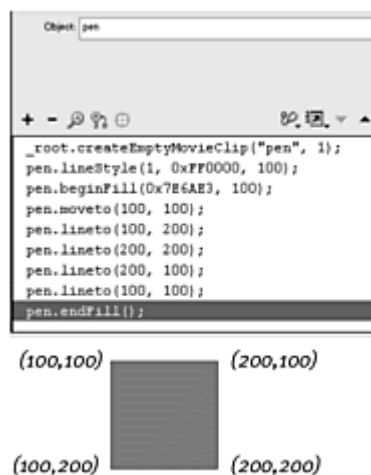 Object: pen
_root.createEmptyMovieClip("pen", 1);
pen.lineStyle(1, 0xFF0000, 100);
pen.beginFill(0x7E6AE3, 100);
pen.moveto(100, 100);
pen.lineto(100, 200);
pen.lineto(200, 200);
pen.lineto(200, 100);
pen.lineto(100, 100);
pen.endFill();
(100,100) (200,100)
(100,200) (200,200)